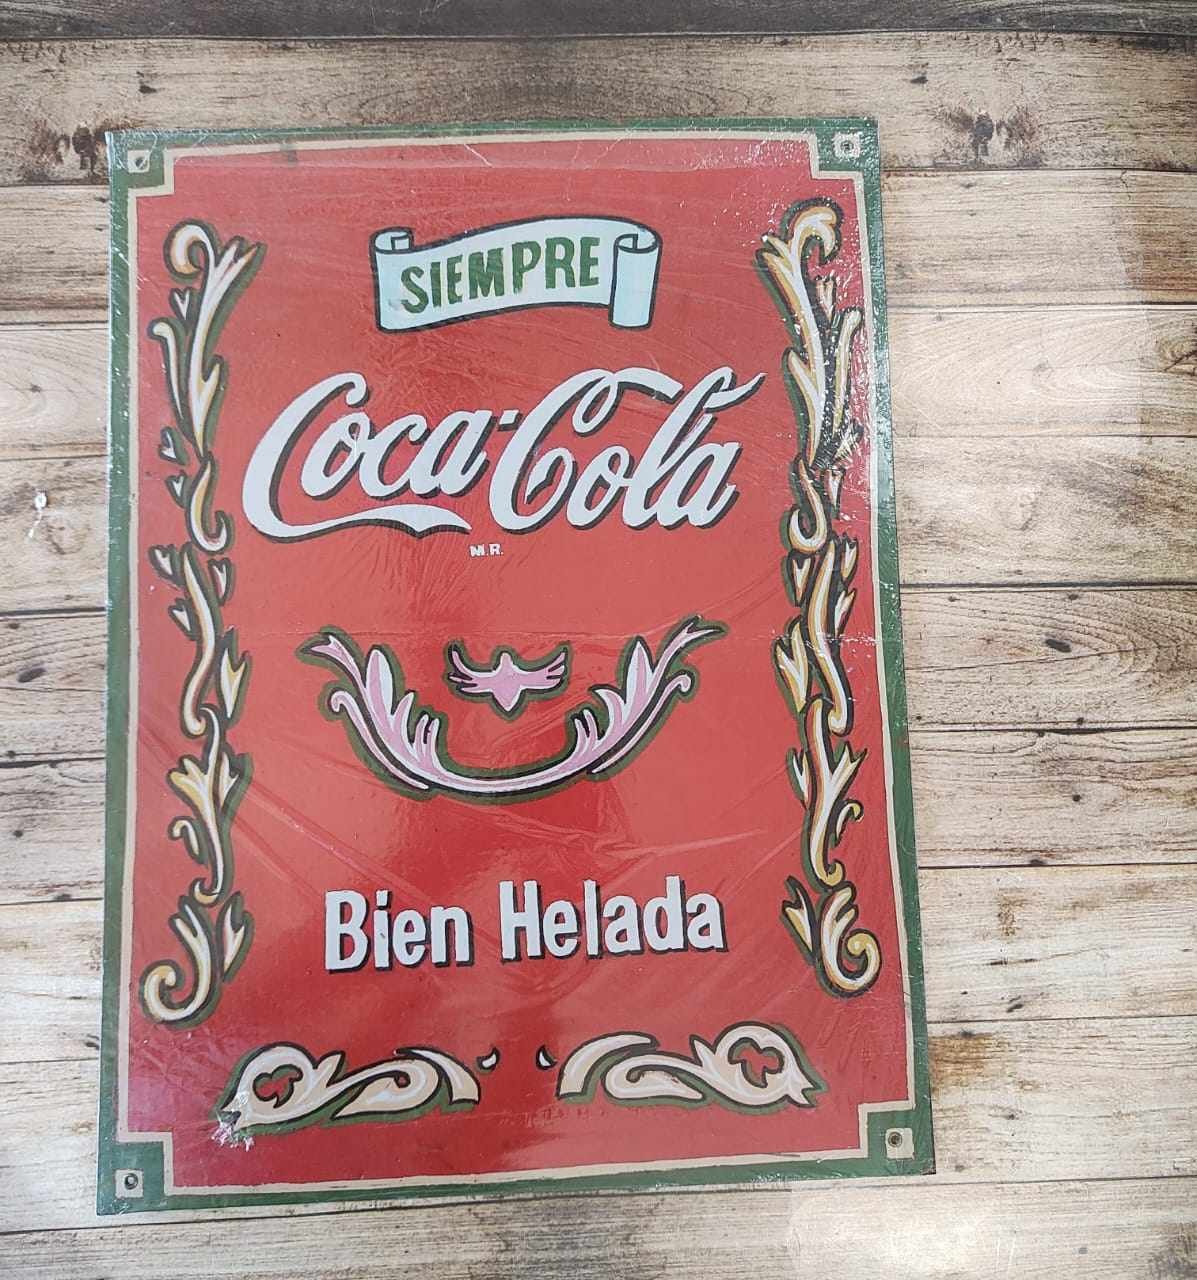 SIEMPRE
Coca-Cola
M.R.
Bien Helada